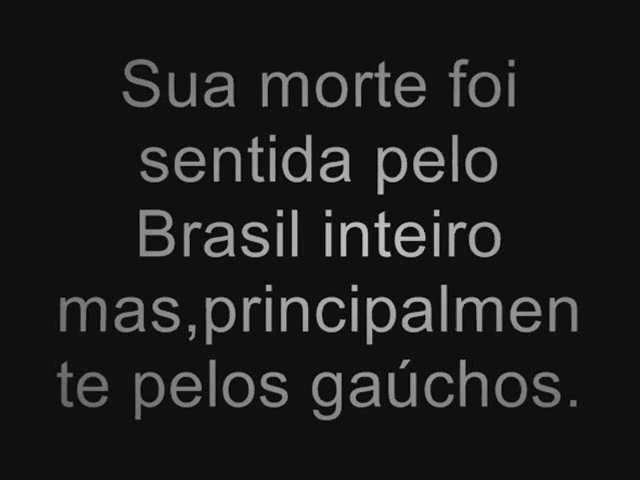 Sua morte foi
sentida pelo
Brasil inteiro
mas,principalmen
te pelos gaúchos.